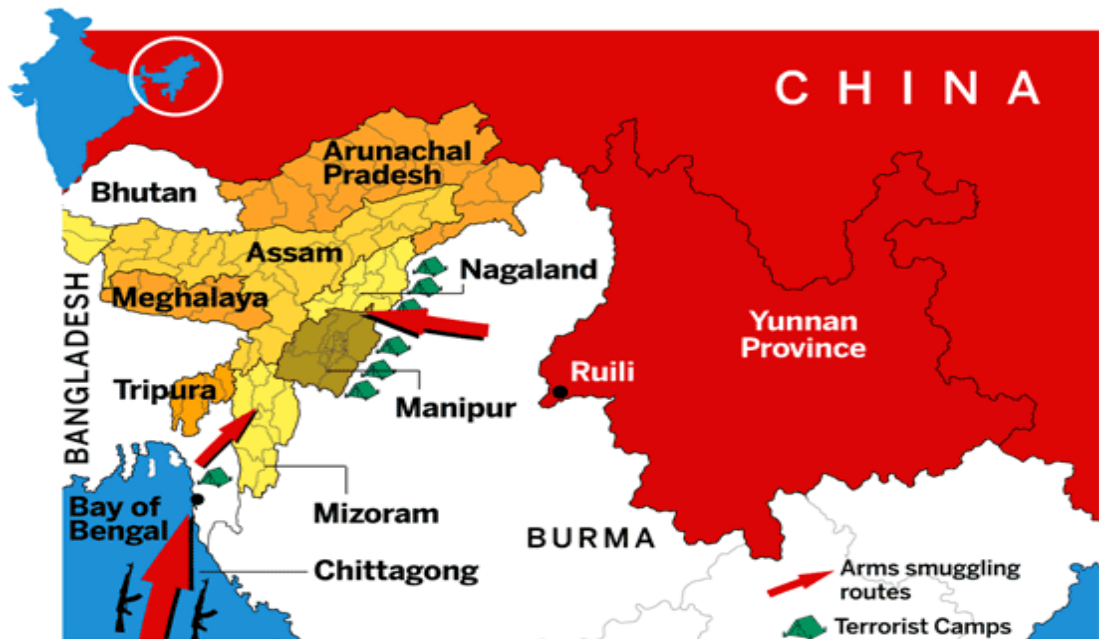 CHINA
Arunachal
Pradesh
Bhutan
Assam
Nagaland
Meghalaya
BANGLADESH
Yunnan
Province
Ruili
Tripura
Manipur
Bay of
Bengal
Mizoram
BURMA
Chittagong
Arms smuggling
routes
Terrorist Camps